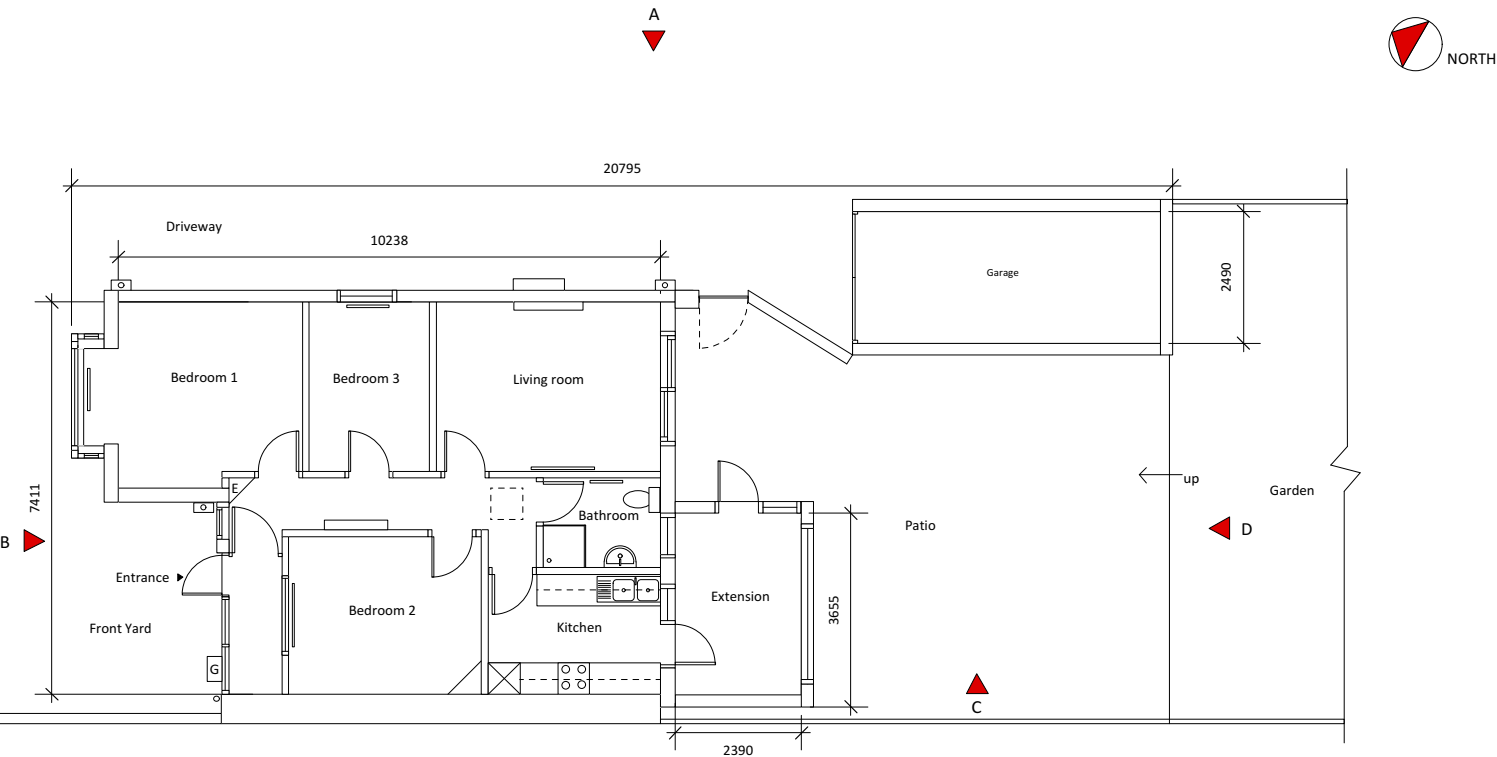 A
NORTH
20795
Driveway
10238
Garage
2490
Bedroom 1
Bedroom 3
Living room
E
up
Garden
7411
Bathroom
Patio
B
D
Entrance
Extension
Bedroom 2
3655
Front Yard
Kitchen
G
C
2390